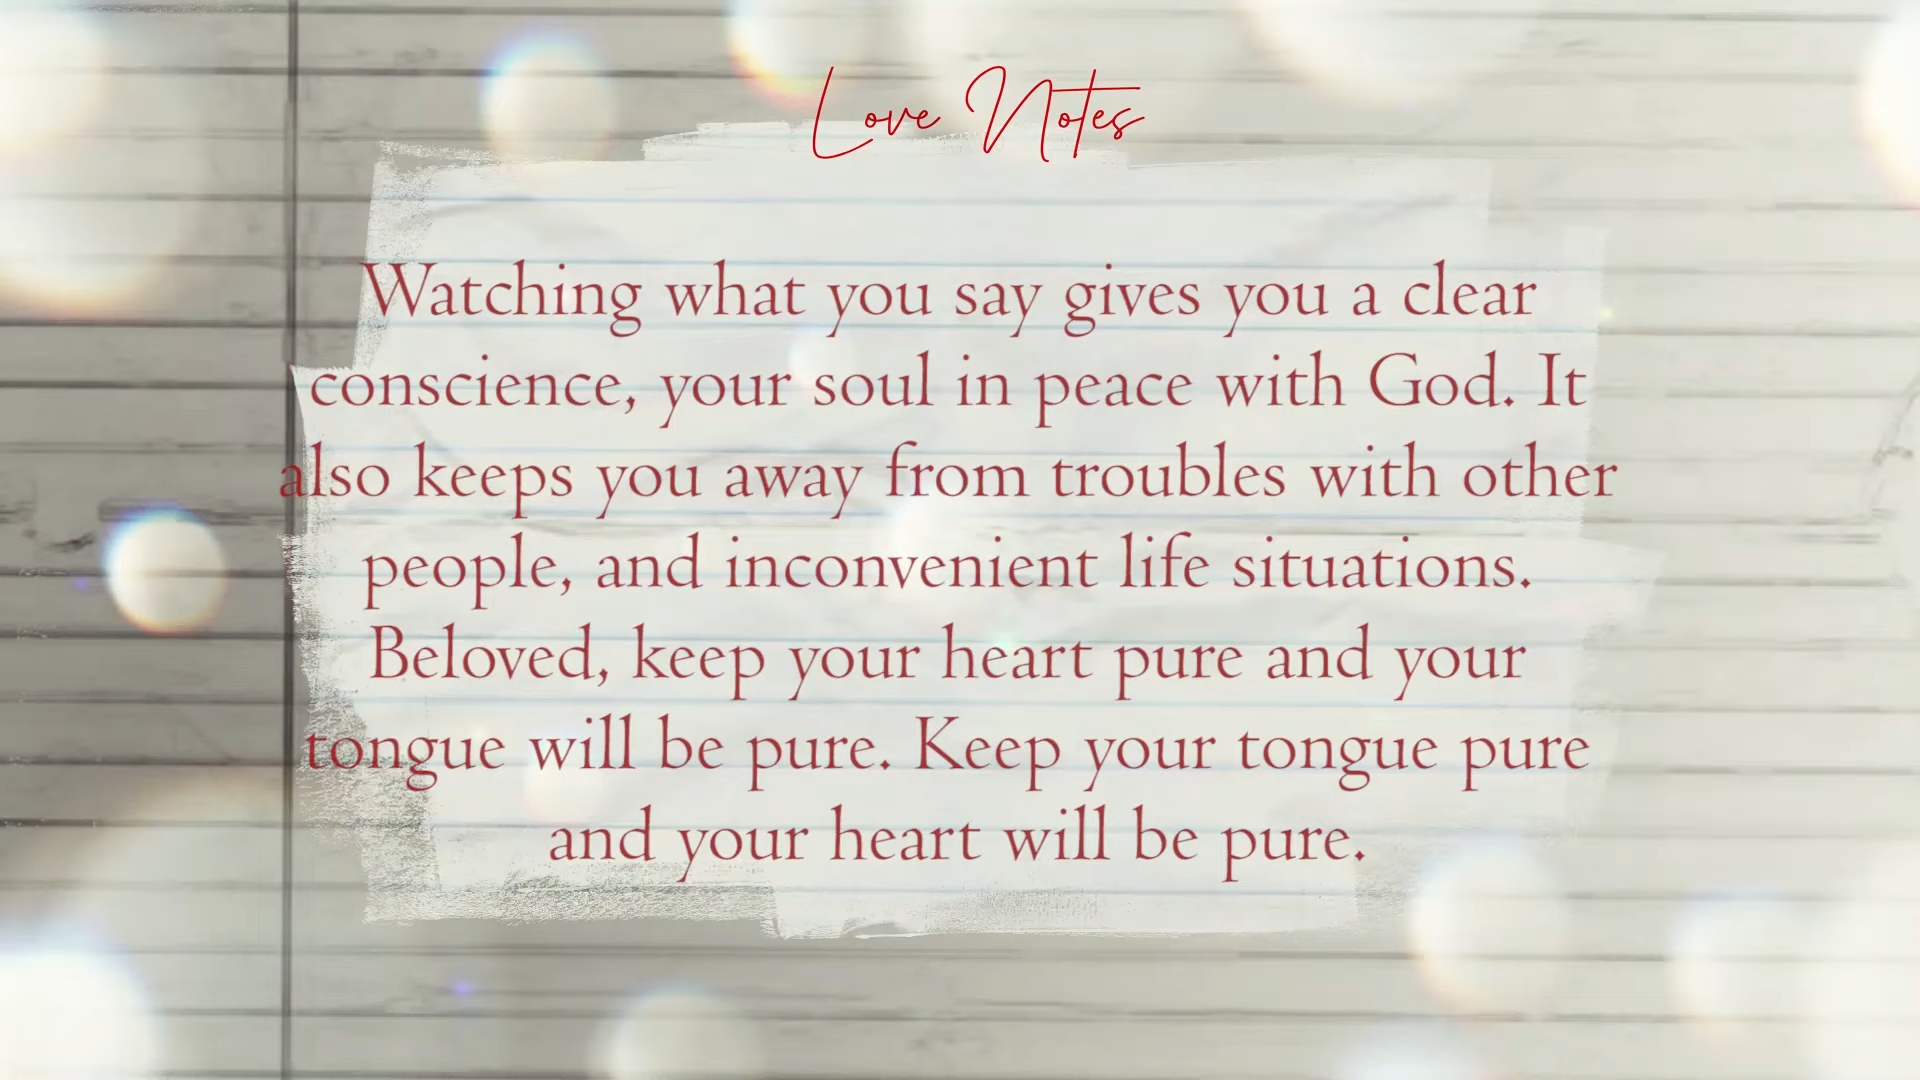 Love Notes
Watching what you say gives you a clear
conscience, your soul in peace with God. It
also keeps you away from troubles with other
people, and inconvenient life situations.
Beloved, keep your heart pure and your
tongue will be pure. Keep your tongue pure
and your heart will be pure.